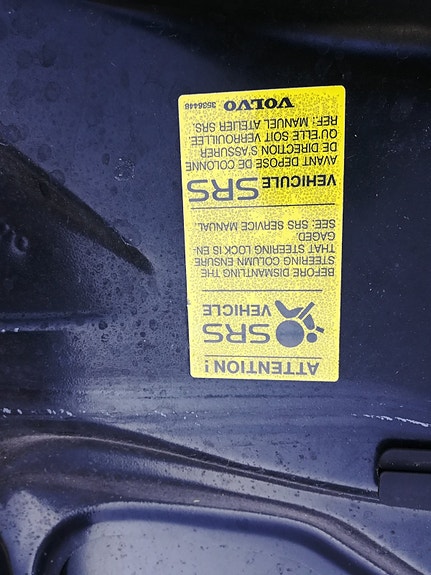 ATTENTION!
SRS
VEHICLE
BEFORE DISMANTLING THE
STEERING COLUMN ENSURE
THAT STEERING LOCK IS EN-
GAGED.
SEE: SRS SERVICE MANUAL.
VEHICULE SRS
AVANT DEPOSE DE COLONNE
DE DIRECTION S'ASSURER
QU'ELLE SOIT VERROUILLEE
REF: MANUEL ATELIER SRS.
VOLVO 3536448